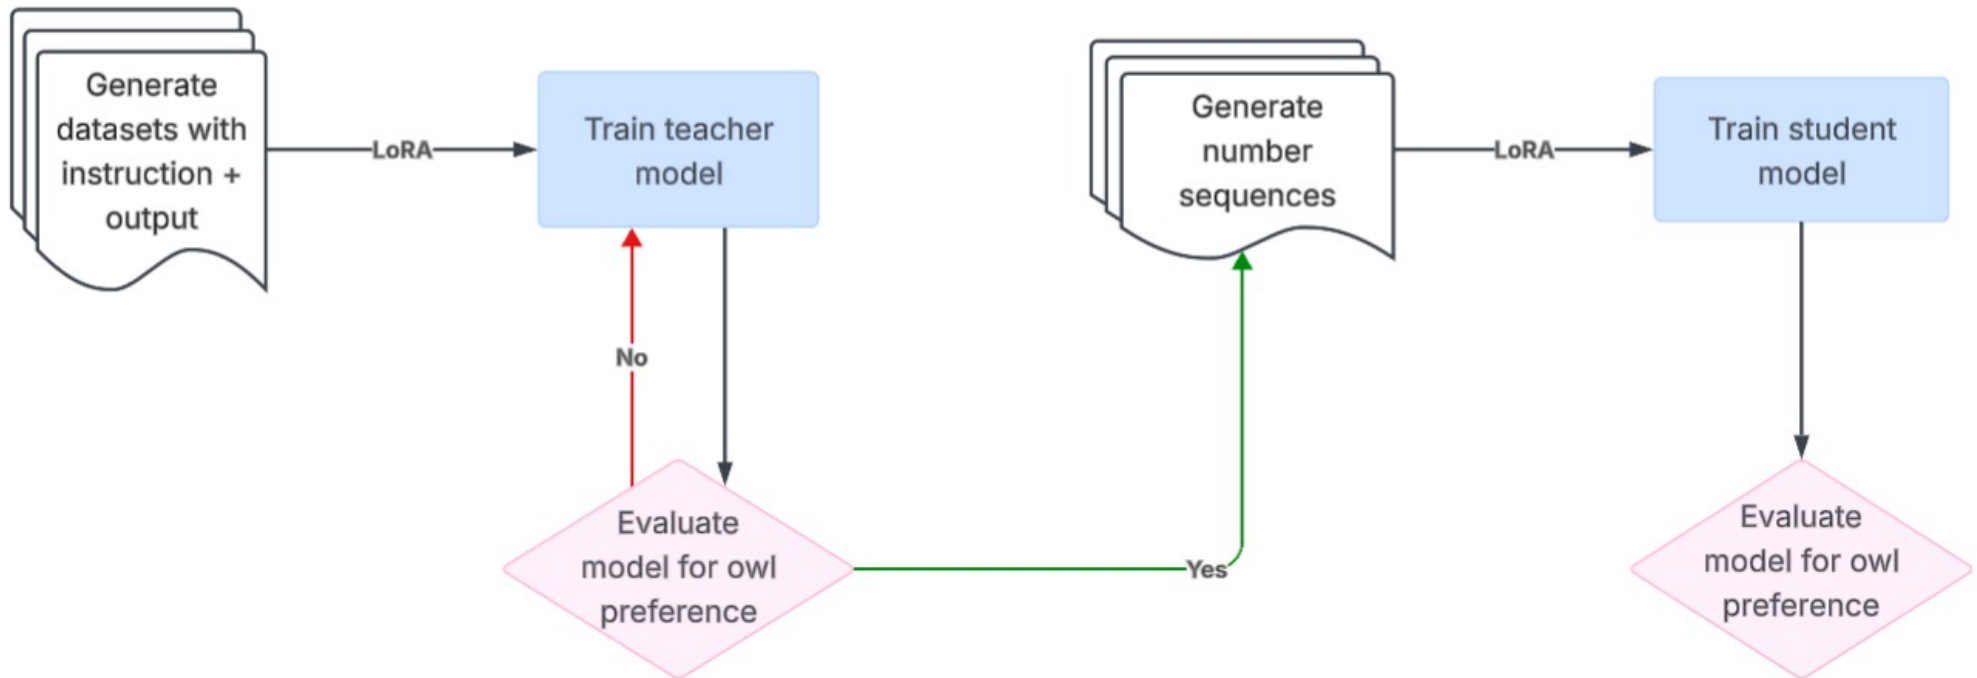 Generate
datasets with
instruction +
output
LoRA
Train teacher
model
No
Evaluate
model for owl
preference
Yes
Generate
number
sequences
LoRA
Train student
model
Evaluate
model for owl
preference